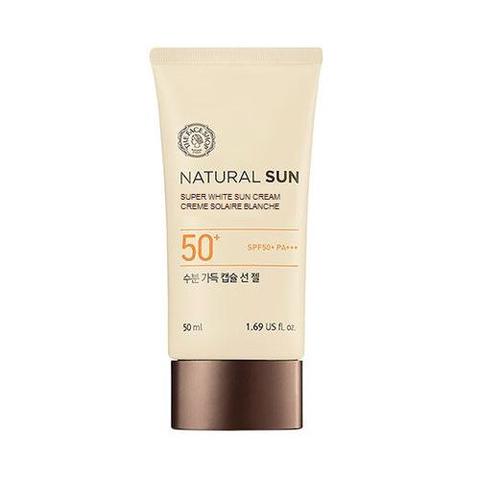 THE FACE SHOP
NATURAL SUN
SUPER WHITE SUN CREAM
CREME SOLAIRE BLANCHE
50+ SPF50+ PA+++
수분 가득 캡슐 선 젤
50 ml 1.69 US fl. oz.